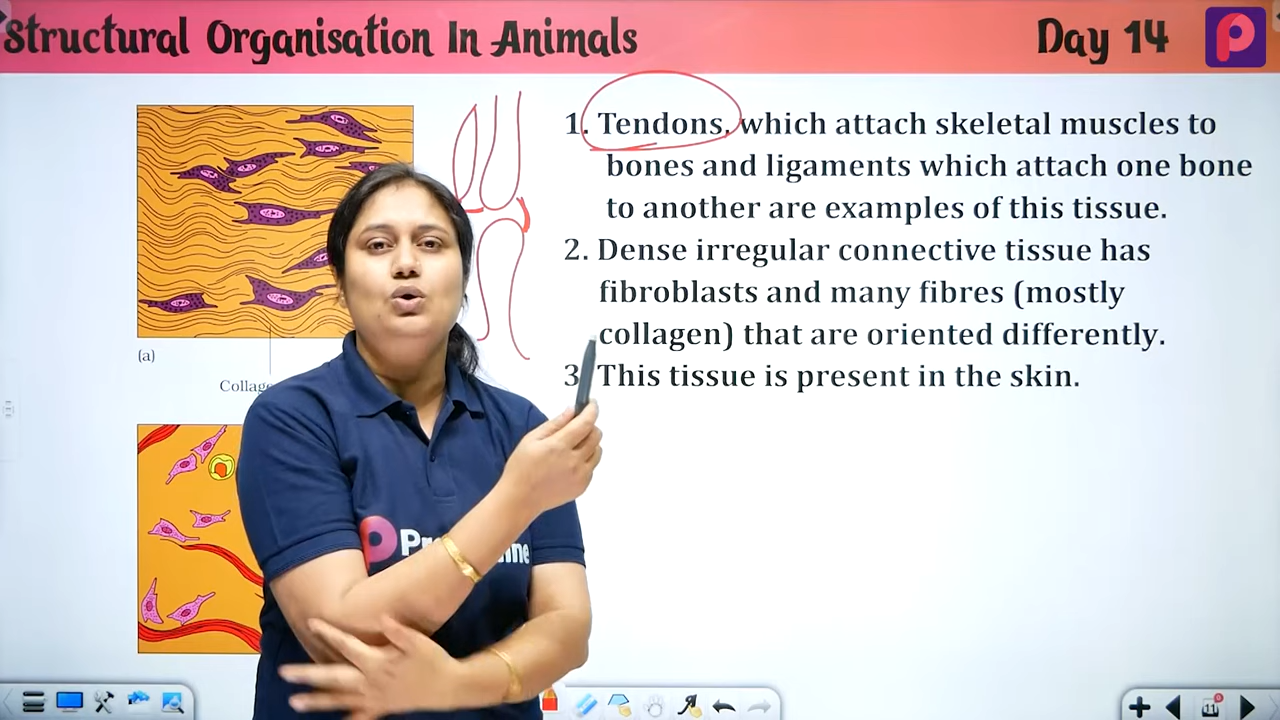 Structural Organisation In Animals
Day 14
1. Tendons, which attach skeletal muscles to
bones and ligaments which attach one bone
to another are examples of this tissue.
2. Dense irregular connective tissue has
fibroblasts and many fibres (mostly
collagen) that are oriented differently.
3. This tissue is present in the skin.
(a)
11